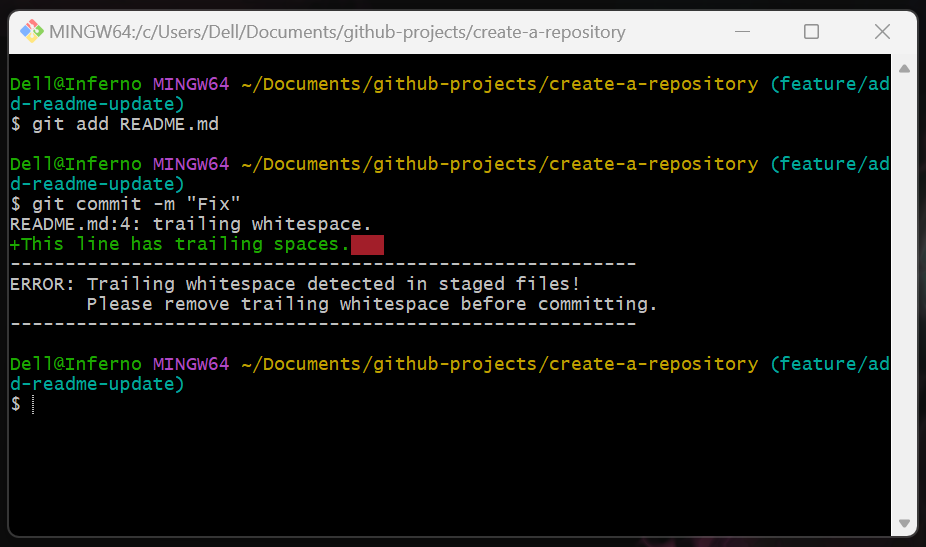 MINGW64:/c/Users/Dell/Documents/github-projects/create-a-repository
Dell@Inferno MINGW64 ~/Documents/github-projects/create-a-repository (feature/ad
d-readme-update)
$ git add README.md
Dell@Inferno MINGW64 ~/Documents/github-projects/create-a-repository (feature/ad
d-readme-update)
$ git commit -m "Fix"
README.md:4: trailing whitespace.
+This line has trailing spaces.
---------------------------------------------------------
ERROR: Trailing whitespace detected in staged files!
       Please remove trailing whitespace before committing.
---------------------------------------------------------
Dell@Inferno MINGW64 ~/Documents/github-projects/create-a-repository (feature/ad
d-readme-update)
$